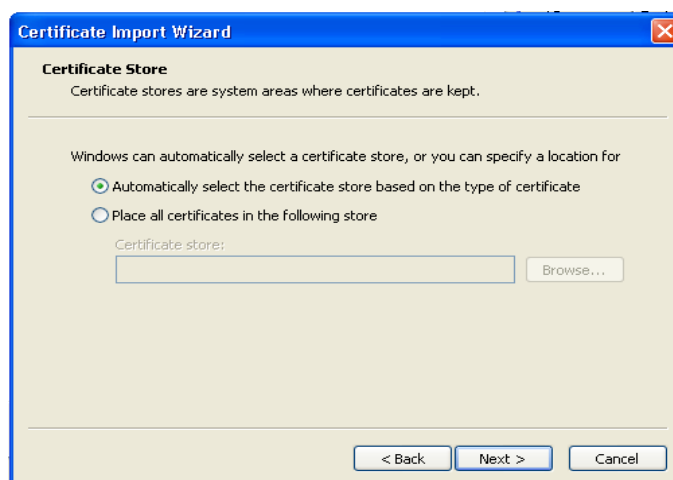 Certificate Import Wizard
Certificate Store
Certificate stores are system areas where certificates are kept.
Windows can automatically select a certificate store, or you can specify a location for
Automatically select the certificate store based on the type of certificate
Place all certificates in the following store
Certificate store:
Browse...
< Back Next > Cancel